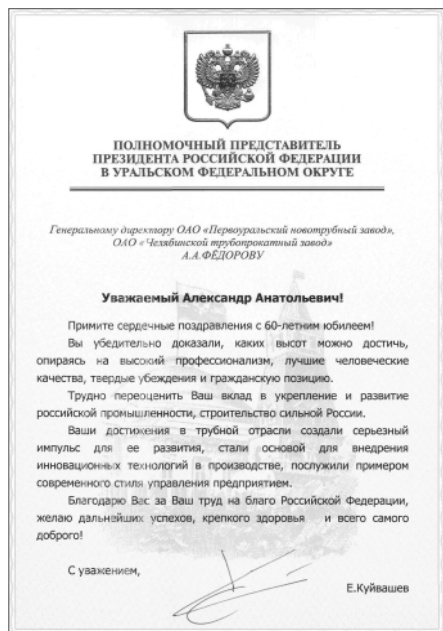 ПОЛНОМОЧНЫЙ ПРЕДСТАВИТЕЛЬ
ПРЕЗИДЕНТА РОССИЙСКОЙ ФЕДЕРАЦИИ
В УРАЛЬСКОМ ФЕДЕРАЛЬНОМ ОКРУГЕ
Генеральному директору ОАО «Первоуральский новотрубный завод»,
ОАО «Челябинской трубопрокатный завод»
А.А.ФЁДОРОВУ
Уважаемый Александр Анатольевич!
Примите сердечные поздравления с 60-летним юбилеем!
Вы убедительно доказали, каких высот можно достичь,
опираясь на высокий профессионализм, лучшие человеческие
качества, твердые убеждения и гражданскую позицию.
Трудно переоценить Ваш вклад в укрепление и развитие
российской промышленности, строительство сильной России.
Ваши достижения в трубной отрасли создали серьезный
импульс для ее развития, стали основой для внедрения
инновационных технологий в производстве, послужили примером
современного стиля управления предприятием.
Благодарю Вас за Ваш труд на благо Российской Федерации,
желаю дальнейших успехов, крепкого здоровья и всего самого
доброго!
С уважением,
Е.Куйвашев